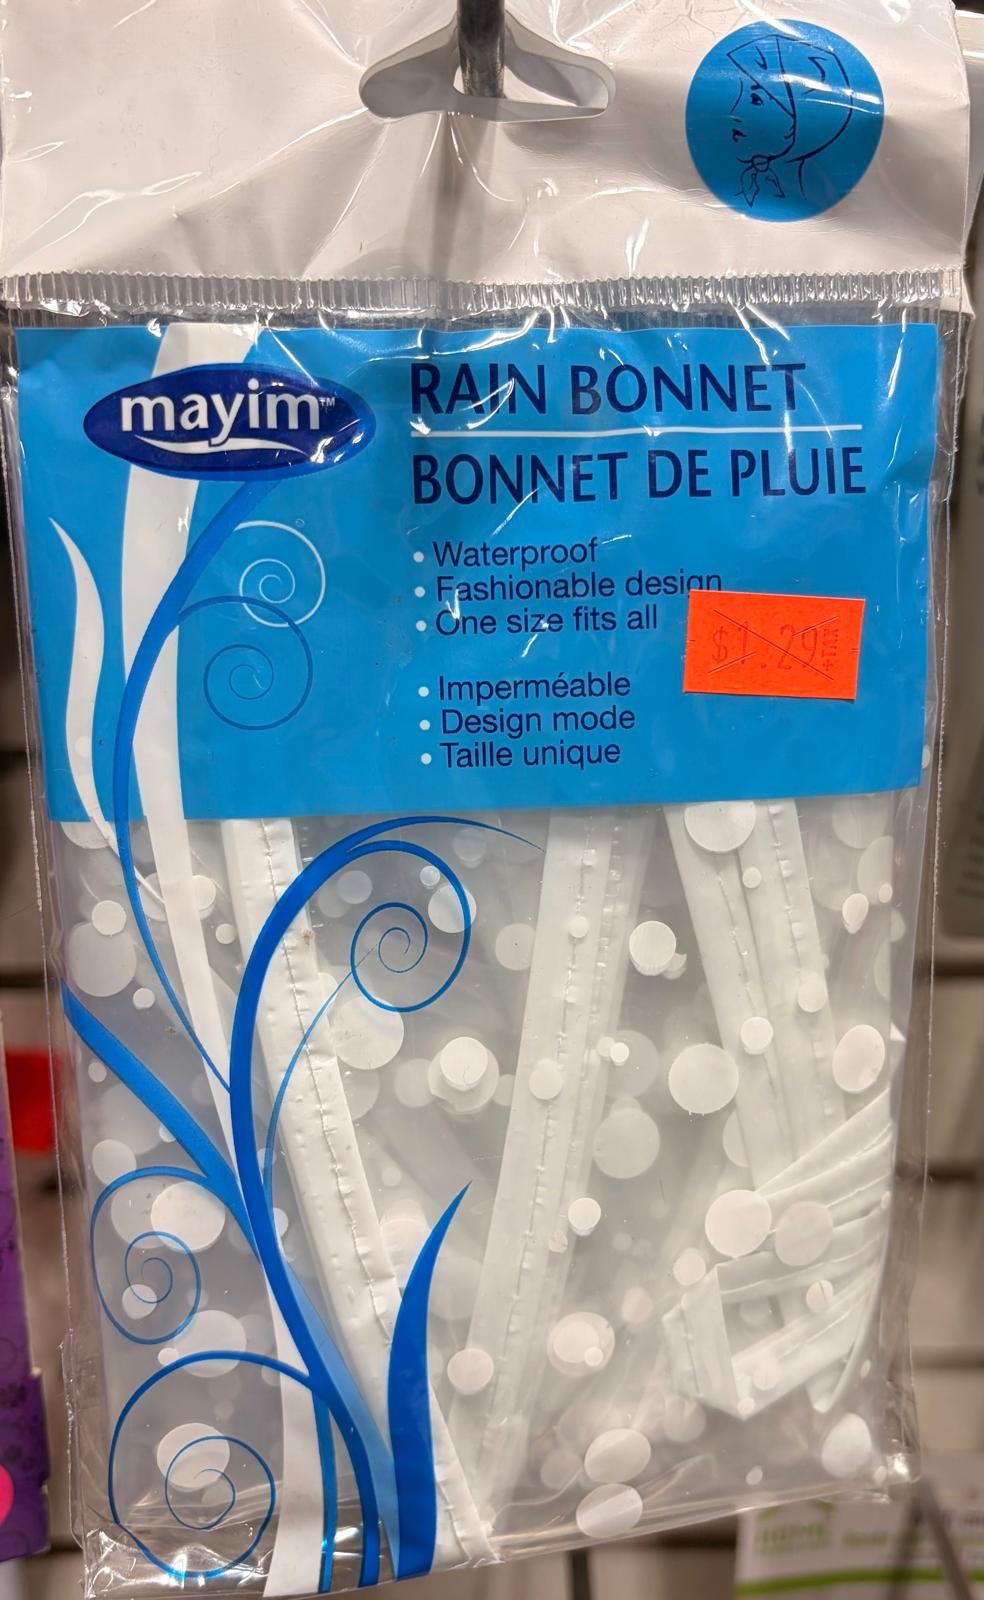 mayim™
RAIN BONNET
BONNET DE PLUIE
• Waterproof
• Fashionable design
• One size fits all
$1.29 +TAX
• Imperméable
• Design mode
• Taille unique